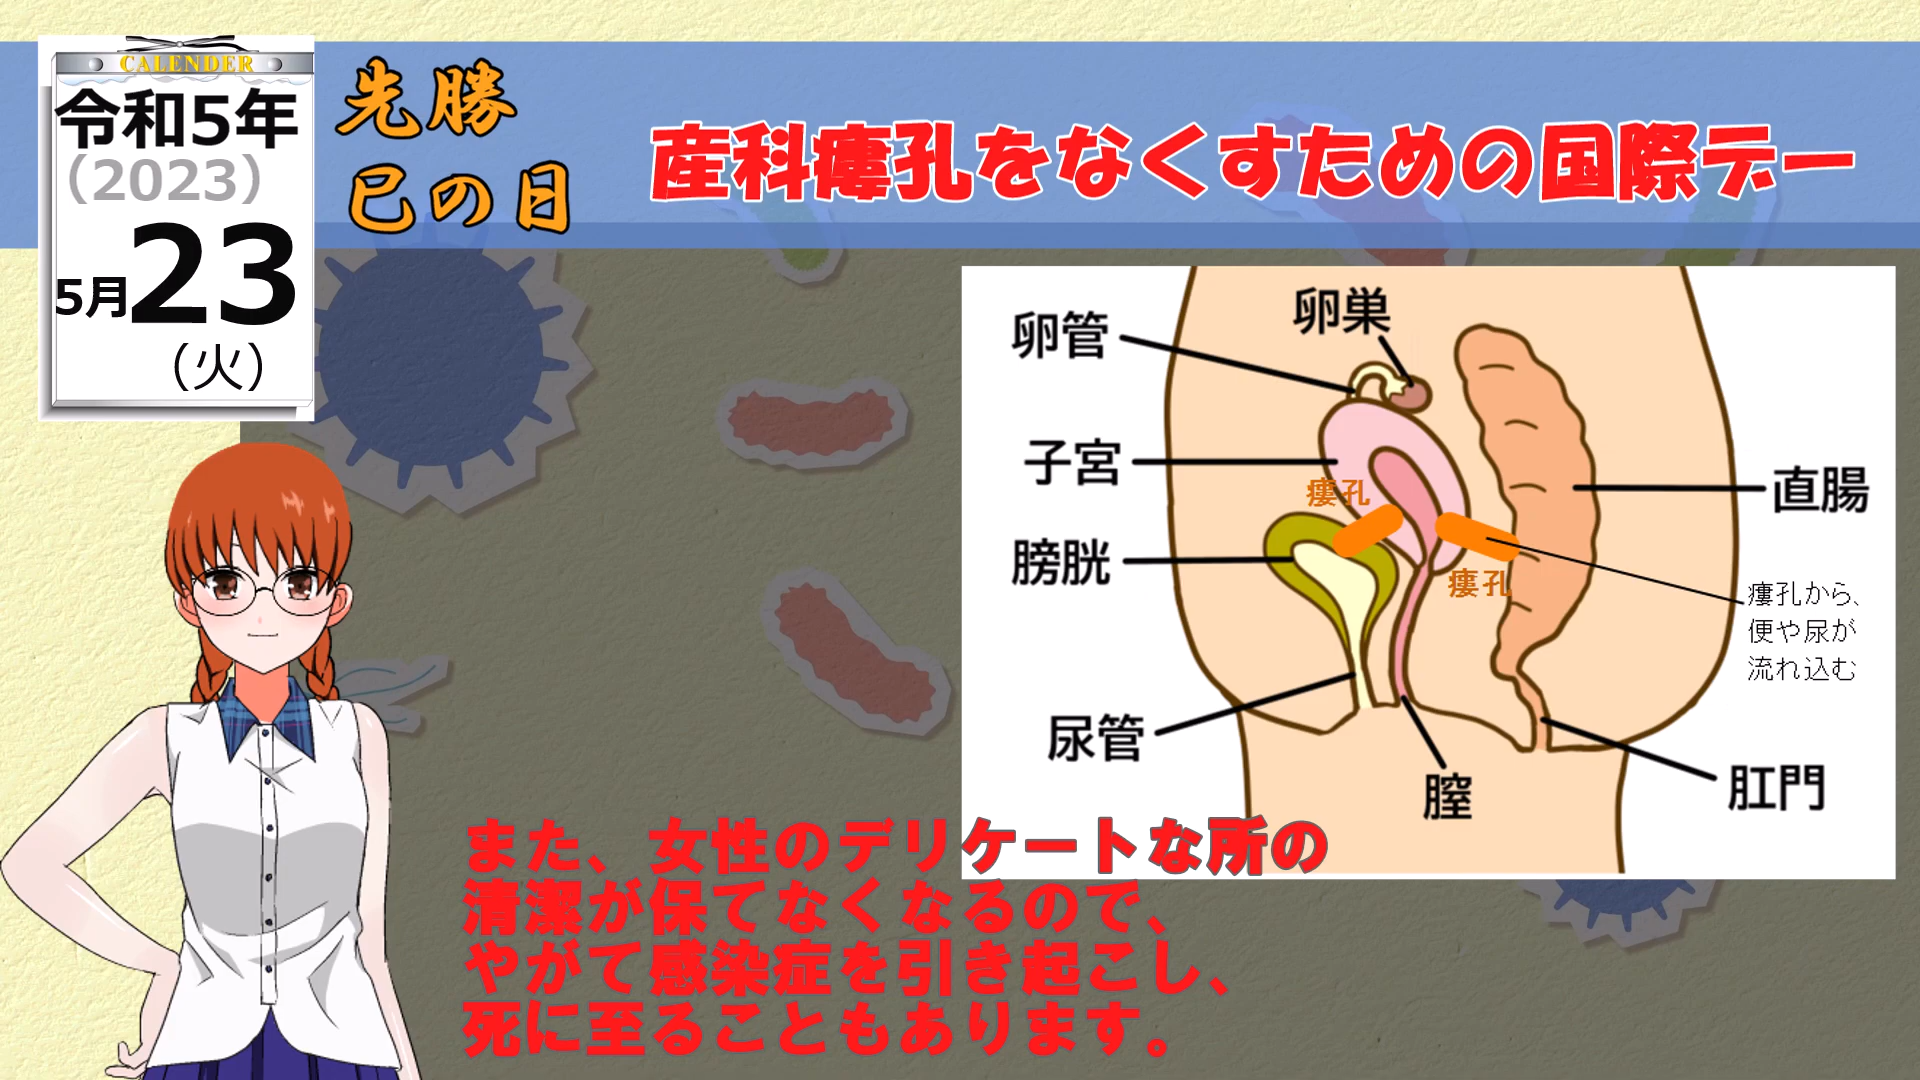 CALENDER
令和5年
（2023）
5月23
（火）
先勝
巳の日
産科瘻孔をなくすための国際デー
卵管
卵巣
子宮
瘻孔
膀胱
直腸
瘻孔
瘻孔から、
便や尿が
流れ込む
尿管
膣
肛門
また、女性のデリケートな所の
清潔が保てなくなるので、
やがて感染症を引き起こし、
死に至ることもあります。